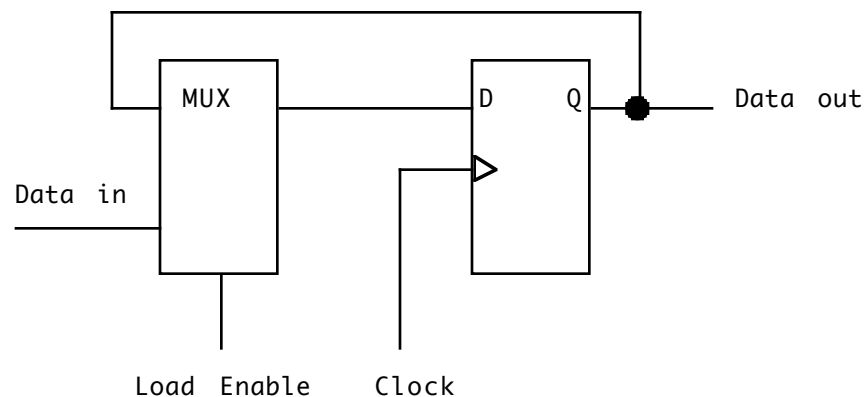 MUX
D
Q
Data out
Data in
Load Enable
Clock